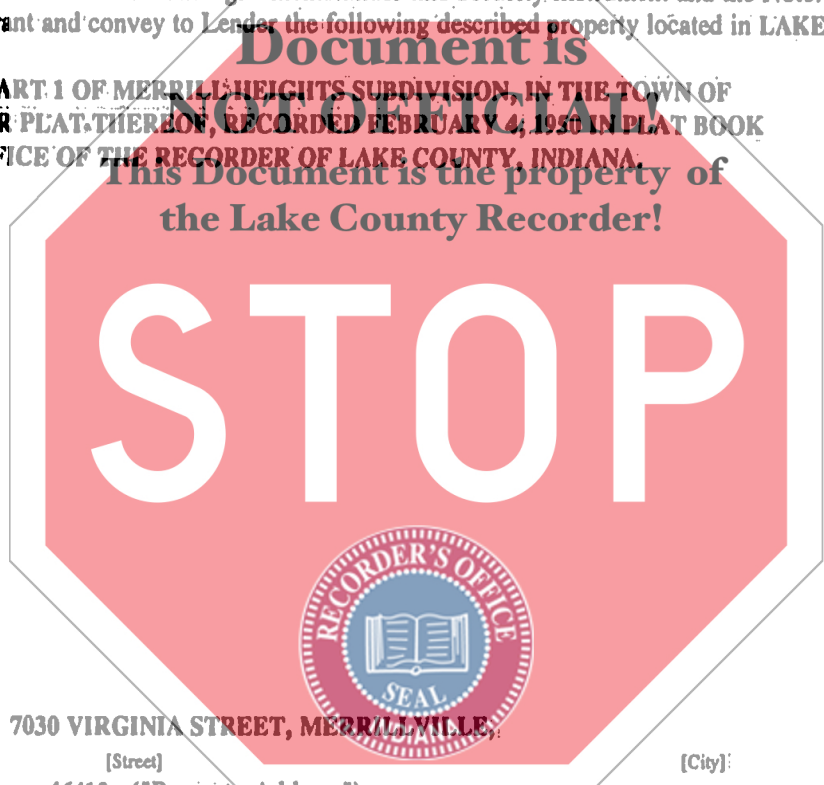 ant and convey to Lender the following described property located in LAKE
Document is
ART 1 OF MERRILL HEIGHTS SUBDIVISION, IN THE TOWN OF
NOT OFFICIAL!
R PLAT THEREOF, RECORDED FEBRUARY 4, IN PLAT BOOK
FICE OF THE RECORDER OF LAKE COUNTY, INDIANA.
This Document is the property of
the Lake County Recorder!
STOP
RECORDER'S OFFICE
SEAL
INDIANA
7030 VIRGINIA STREET, MERRILLVILLE,
[Street] [City]